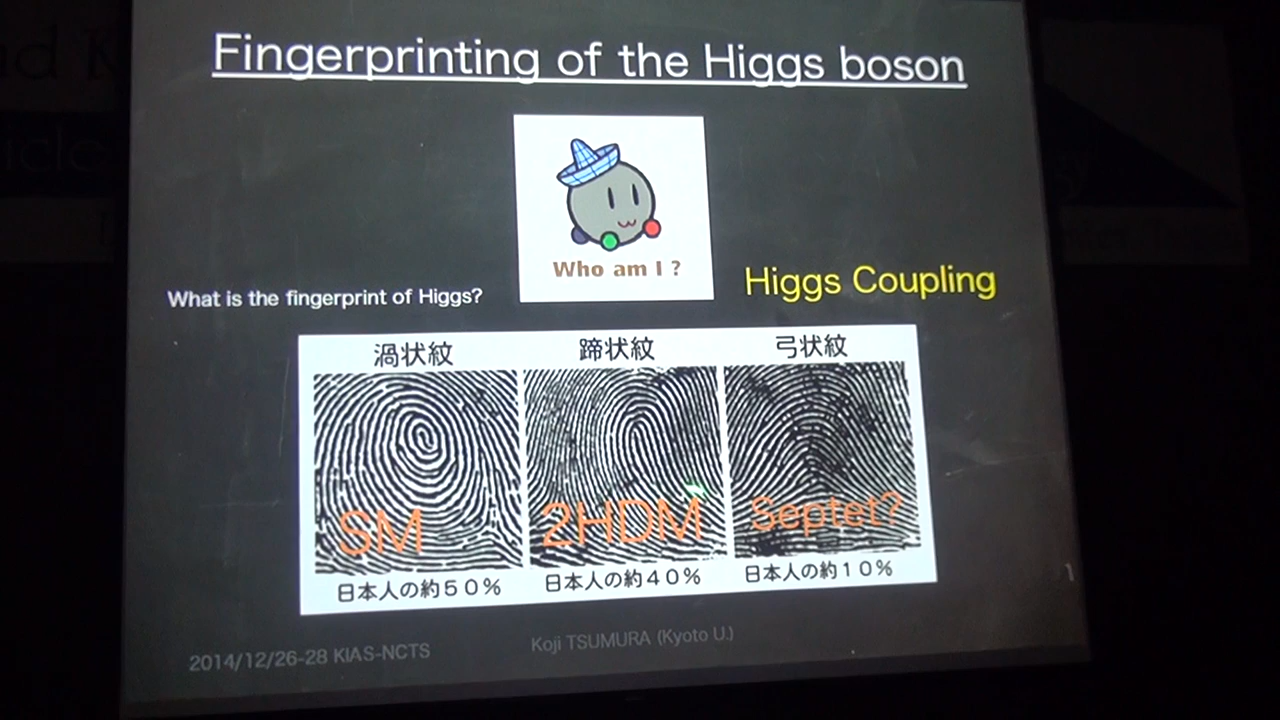 Fingerprinting of the Higgs boson
Who am I ?
What is the fingerprint of Higgs?
Higgs Coupling
渦状紋 蹄状紋 弓状紋
SM 2HDM Septet?
日本人の約５０％ 日本人の約４０％ 日本人の約１０％
2014/12/26-28 KIAS-NCTS
Koji TSUMURA (Kyoto U.)